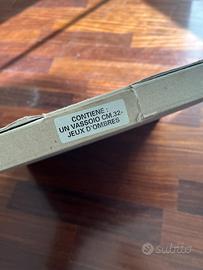 CONTIENE :
UN VASSOIO CM.32-
JEUX D'OMBRES
subito